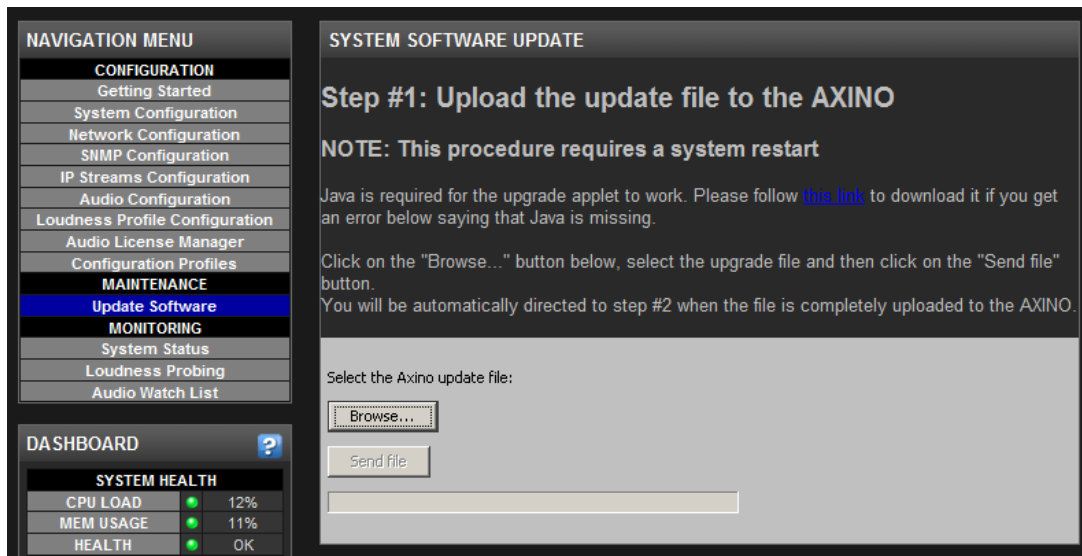 NAVIGATION MENU
CONFIGURATION
Getting Started
System Configuration
Network Configuration
SNMP Configuration
IP Streams Configuration
Audio Configuration
Loudness Profile Configuration
Audio License Manager
Configuration Profiles
MAINTENANCE
Update Software
MONITORING
System Status
Loudness Probing
Audio Watch List
DASHBOARD
?
SYSTEM HEALTH
CPU LOAD 12%
MEM USAGE 11%
HEALTH OK
SYSTEM SOFTWARE UPDATE
Step #1: Upload the update file to the AXINO
NOTE: This procedure requires a system restart
Java is required for the upgrade applet to work. Please follow this link to download it if you get
an error below saying that Java is missing.
Click on the "Browse..." button below, select the upgrade file and then click on the "Send file"
button.
You will be automatically directed to step #2 when the file is completely uploaded to the AXINO.
Select the Axino update file:
Browse...
Send file